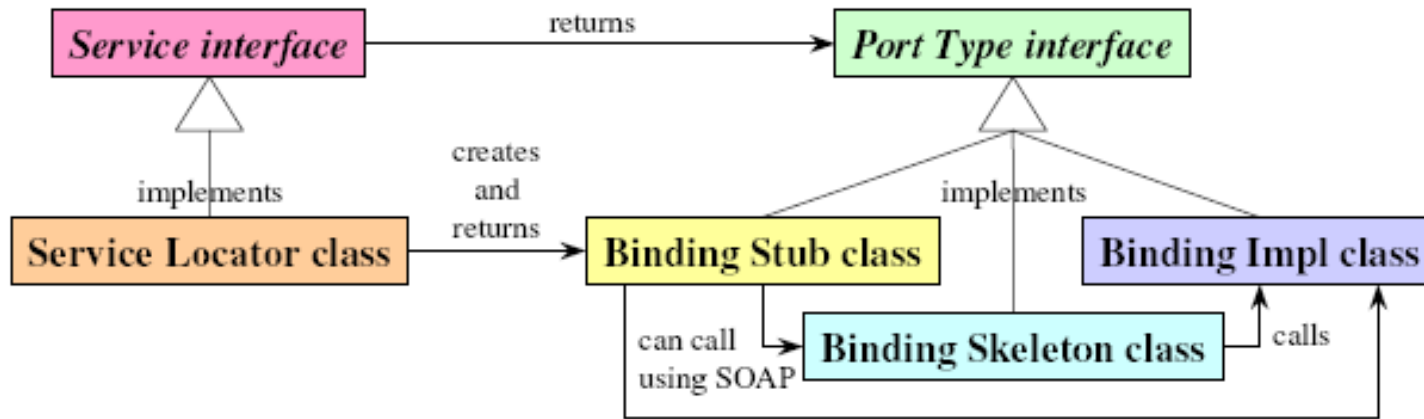 Service interface
returns
Port Type interface
implements
creates
and
returns
implements
Service Locator class
Binding Stub class
Binding Impl class
can call
using SOAP
Binding Skeleton class
calls